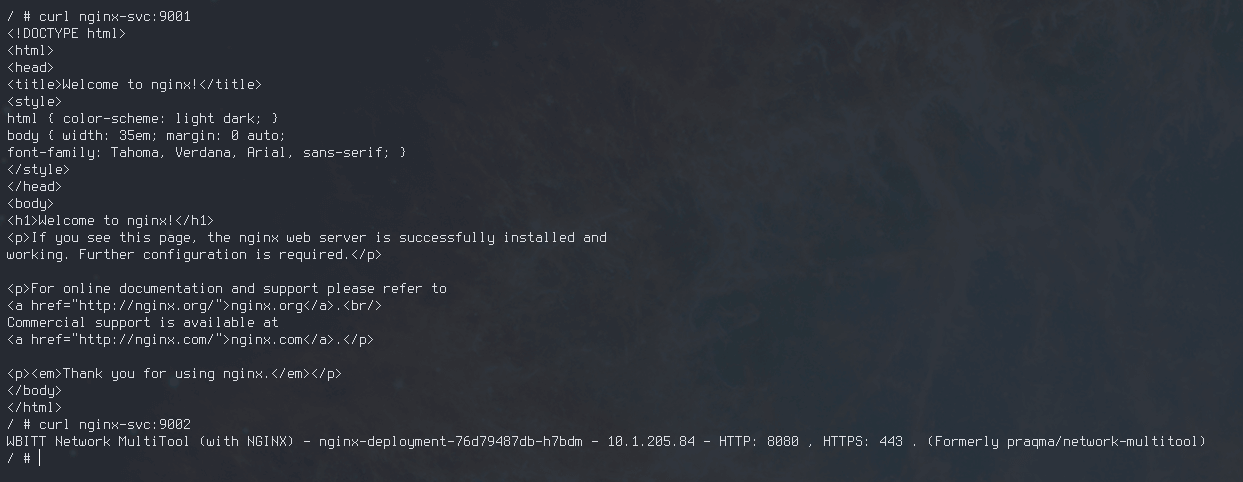 / # curl nginx-svc:9001
<!DOCTYPE html>
<html>
<head>
<title>Welcome to nginx!</title>
<style>
html { color-scheme: light dark; }
body { width: 35em; margin: 0 auto;
font-family: Tahoma, Verdana, Arial, sans-serif; }
</style>
</head>
<body>
<h1>Welcome to nginx!</h1>
<p>If you see this page, the nginx web server is successfully installed and
working. Further configuration is required.</p>

<p>For online documentation and support please refer to
<a href="http://nginx.org/">nginx.org</a>.<br/>
Commercial support is available at
<a href="http://nginx.com/">nginx.com</a>.</p>

<p><em>Thank you for using nginx.</em></p>
</body>
</html>
/ # curl nginx-svc:9002
WBITT Network MultiTool (with NGINX) - nginx-deployment-76d79487db-h7bdm - 10.1.205.84 - HTTP: 8080 , HTTPS: 443 . (Formerly praqma/network-multitool)
/ #